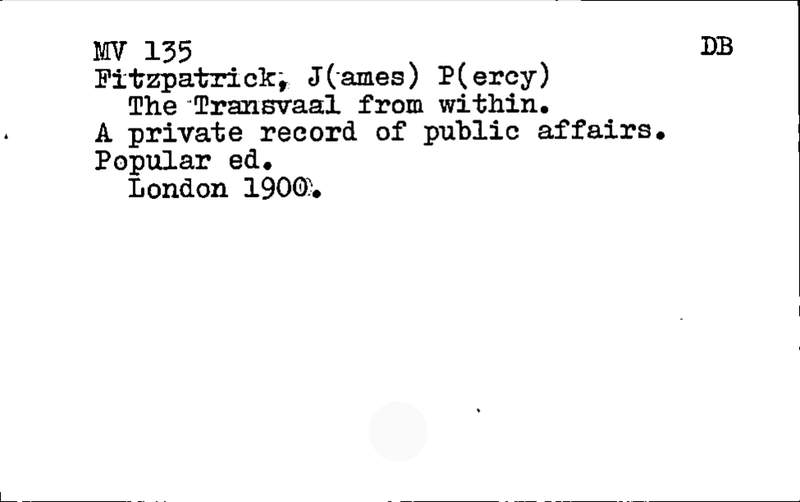 MV 135 DB
Fitzpatrick, J(ames) P(ercy)
The Transvaal from within.
A private record of public affairs.
Popular ed.
London 1900.